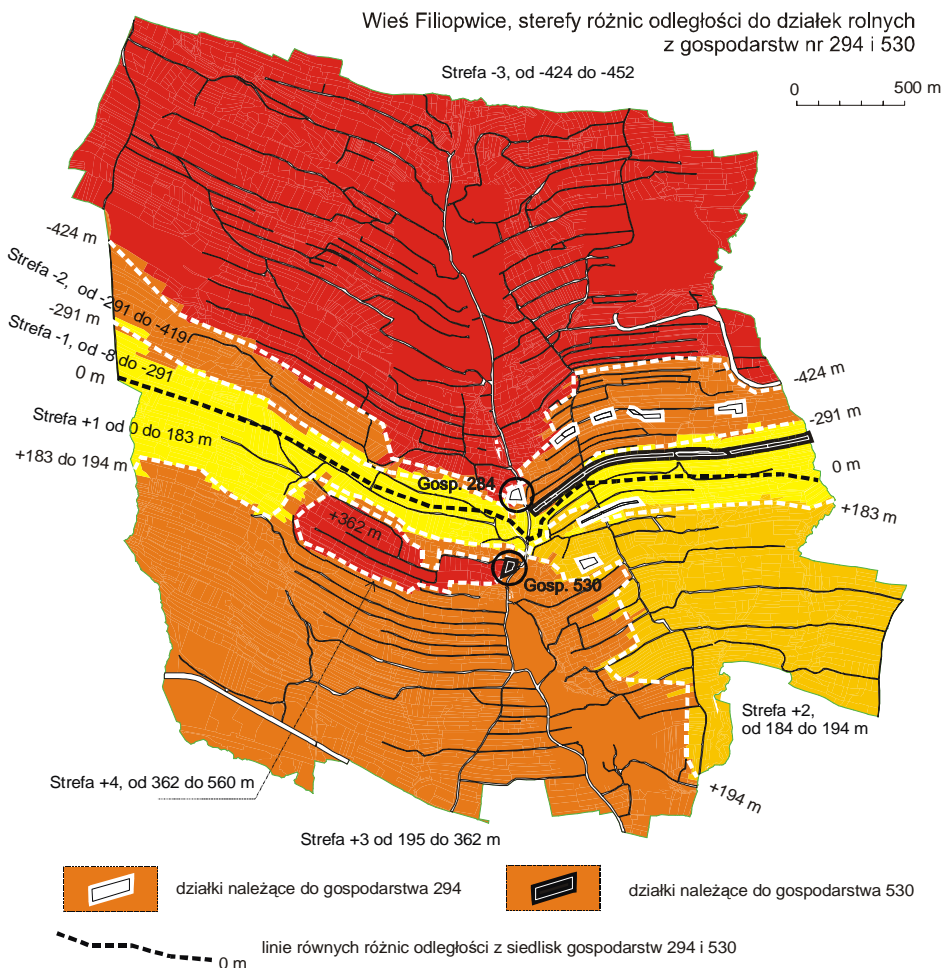 Wieś Filiopwice, sterefy różnic odległości do działek rolnych
z gospodarstw nr 294 i 530
Strefa -3, od -424 do -452
0 500 m
-424 m
Strefa -2, od -291 do -419
-291 m
Strefa -1, od -8 do -291
0 m
Strefa +1 od 0 do 183 m
+183 do 194 m
-424 m
-291 m
0 m
+183 m
Gosp. 284
+362 m
Gosp. 530
Strefa +2,
od 184 do 194 m
Strefa +4, od 362 do 560 m
+194 m
Strefa +3 od 195 do 362 m
działki należące do gospodarstwa 294
działki należące do gospodarstwa 530
linie równych różnic odległości z siedlisk gospodarstw 294 i 530
0 m